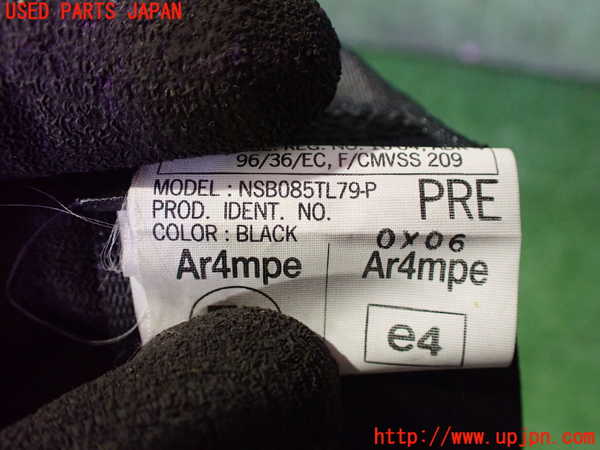 USED PARTS JAPAN
96/36/EC, F/CMVSS 209
MODEL : NSB085TL79-P
PROD. IDENT. NO.
COLOR : BLACK
PRE
0X06
Ar4mpe
Ar4mpe
e4
http://www.upjpn.com/